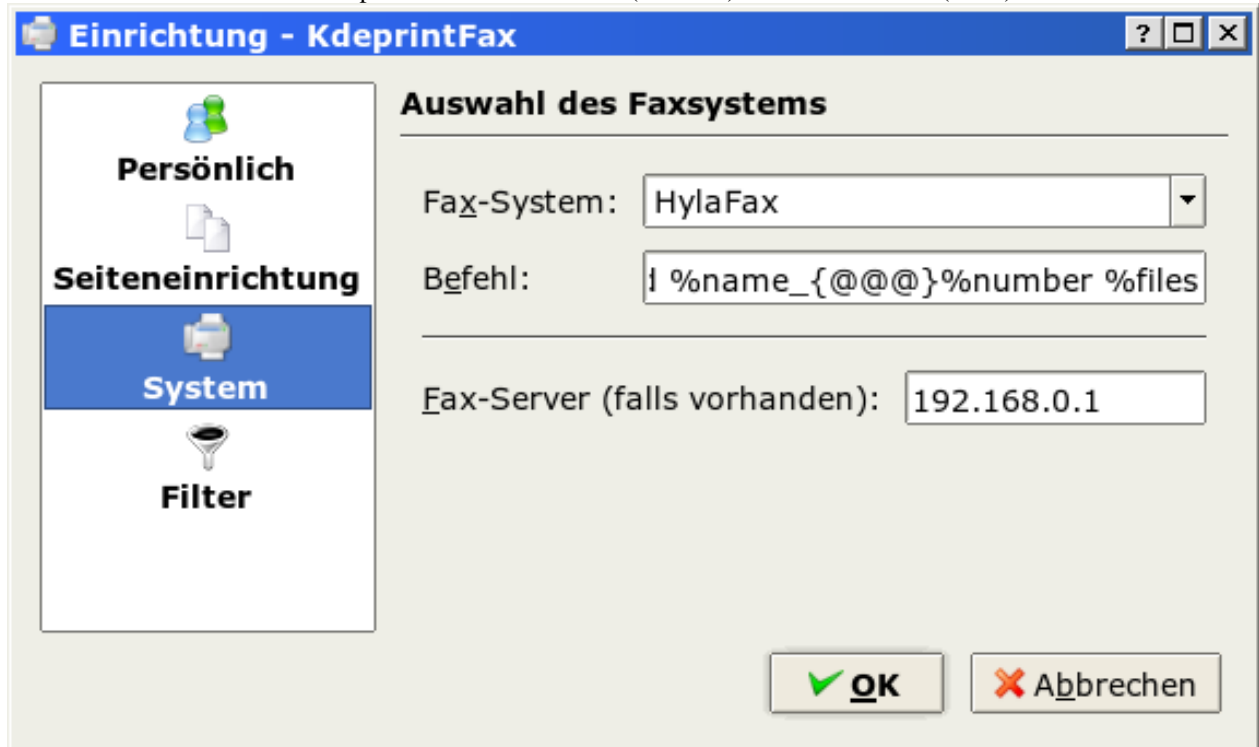 Einrichtung - KdeprintFax
Persönlich
Seiteneinrichtung
System
Filter
Auswahl des Faxsystems
Fax-System: HylaFax
Befehl: %name_{@@@}%number %files
Fax-Server (falls vorhanden): 192.168.0.1
OK Abbrechen